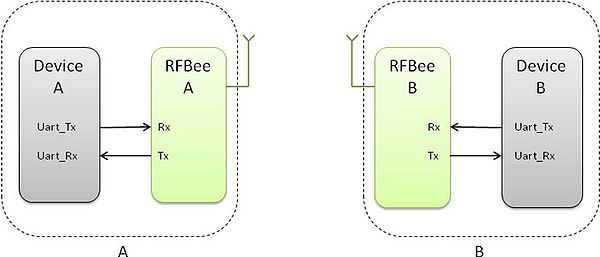 Device
A
RFBee
A
Uart_Tx
Rx
Uart_Rx
Tx
A
RFBee
B
Device
B
Rx
Uart_Tx
Tx
Uart_Rx
B